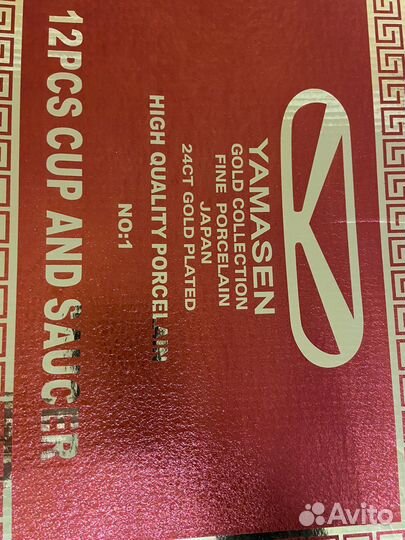 YAMASEN
GOLD COLLECTION
FINE PORCELAIN
JAPAN
24CT GOLD PLATED
HIGH QUALITY PORCELAIN
NO:1
12PCS CUP AND SAUCER
Avito